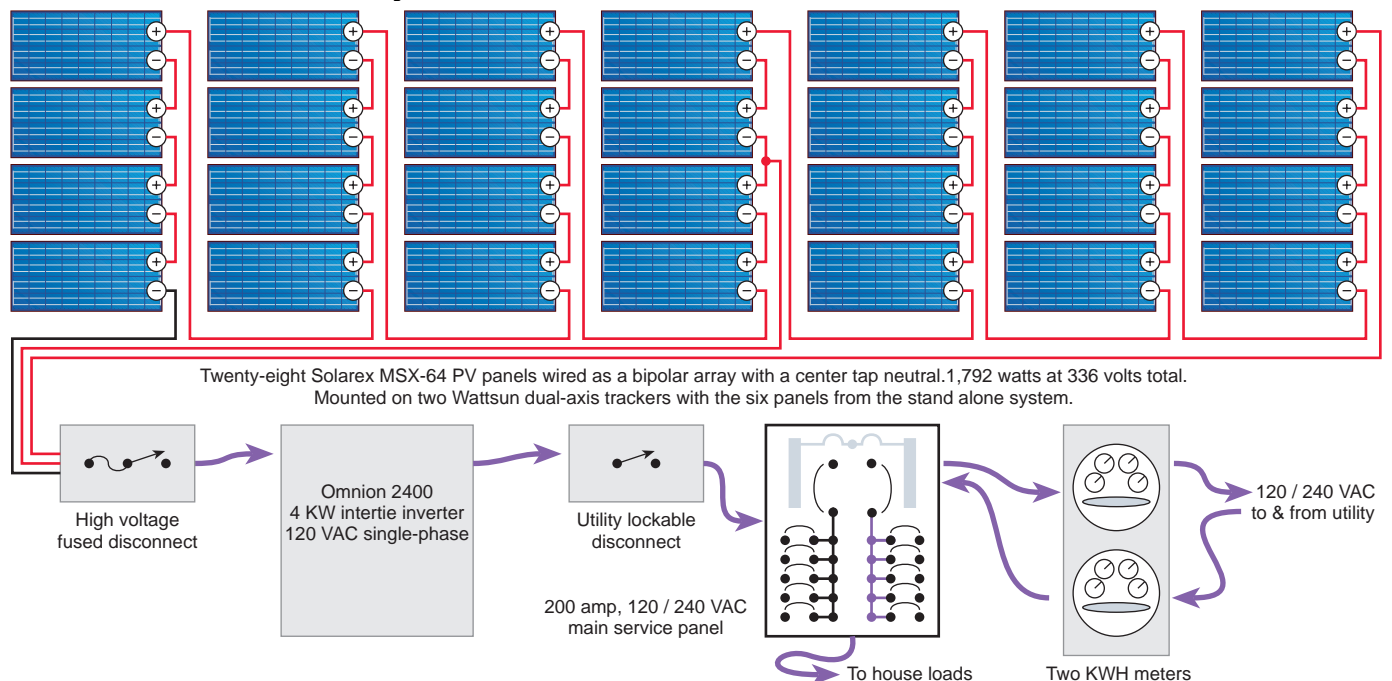 Twenty-eight Solarex MSX-64 PV panels wired as a bipolar array with a center tap neutral.1,792 watts at 336 volts total.
Mounted on two Wattsun dual-axis trackers with the six panels from the stand alone system.
High voltage
fused disconnect
Omnion 2400
4 KW intertie inverter
120 VAC single-phase
Utility lockable
disconnect
200 amp, 120 / 240 VAC
main service panel
To house loads
Two KWH meters
120 / 240 VAC
to & from utility